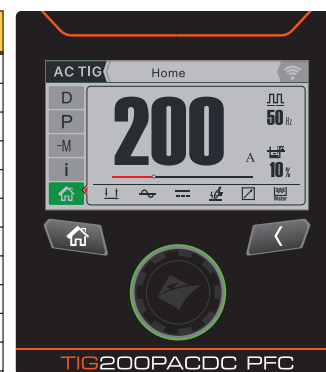 AC TIG
Home
D
P
-M
i
200
A
50 Hz
10 %
Water
TIG200PACDC PFC